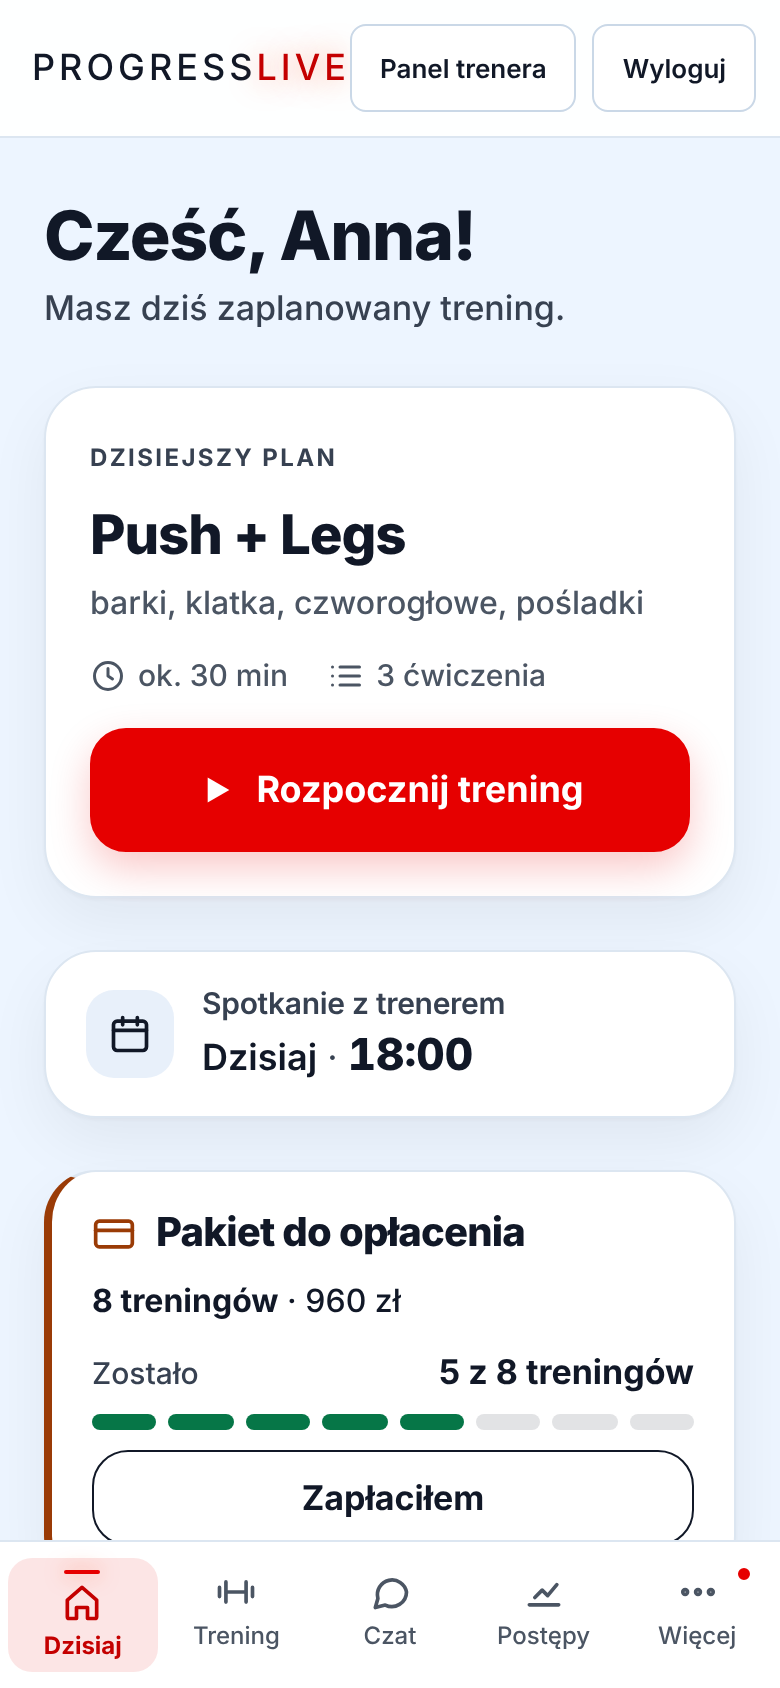 PROGRESSLIVE
Panel trenera
Wyloguj
Cześć, Anna!
Masz dziś zaplanowany trening.
DZISIEJSZY PLAN
Push + Legs
barki, klatka, czworogłowe, pośladki
ok. 30 min
3 ćwiczenia
Rozpocznij trening
Spotkanie z trenerem
Dzisiaj · 18:00
Pakiet do opłacenia
8 treningów · 960 zł
Zostało
5 z 8 treningów
Zapłaciłem
Dzisiaj
Trening
Czat
Postępy
Więcej